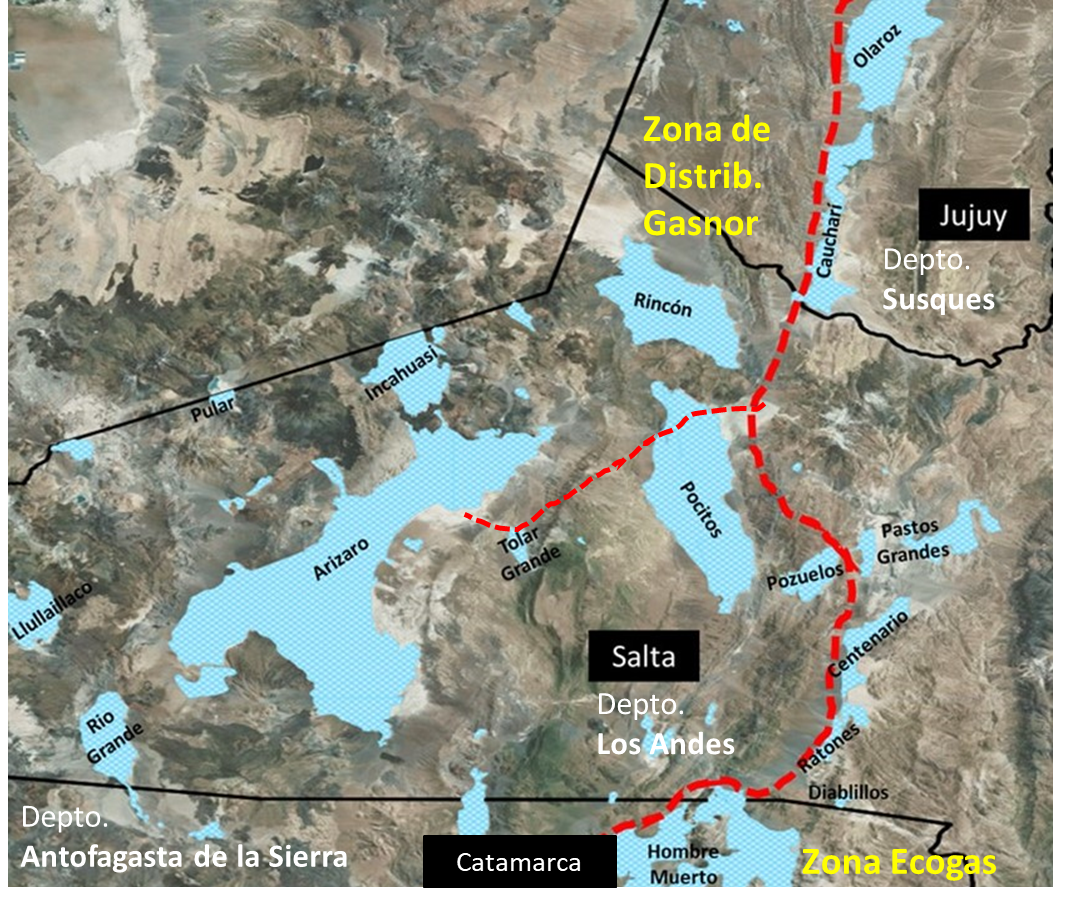 Olaroz
Zona de
Distrib.
Gasnor
Jujuy
Cauchari
Depto.
Susques
Rincón
Incahuasi
Pular
Pocitos
Arizaro
Tolar
Grande
Pastos
Grandes
Pozuelos
Llullaillaco
Centenario
Salta
Depto.
Los Andes
Rio
Grande
Ratones
Diablillos
Depto.
Antofagasta de la Sierra
Catamarca
Hombre
Muerto
Zona Ecogas